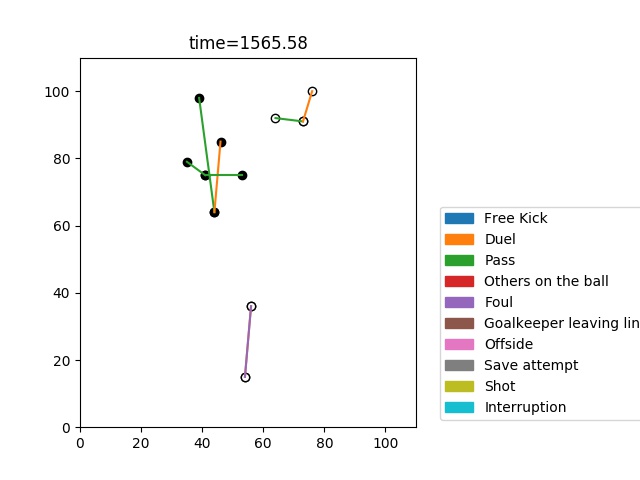 time=1565.58
100
80
60
40
20
0
0 20 40 60 80 100
Free Kick
Duel
Pass
Others on the ball
Foul
Goalkeeper leaving lin
Offside
Save attempt
Shot
Interruption